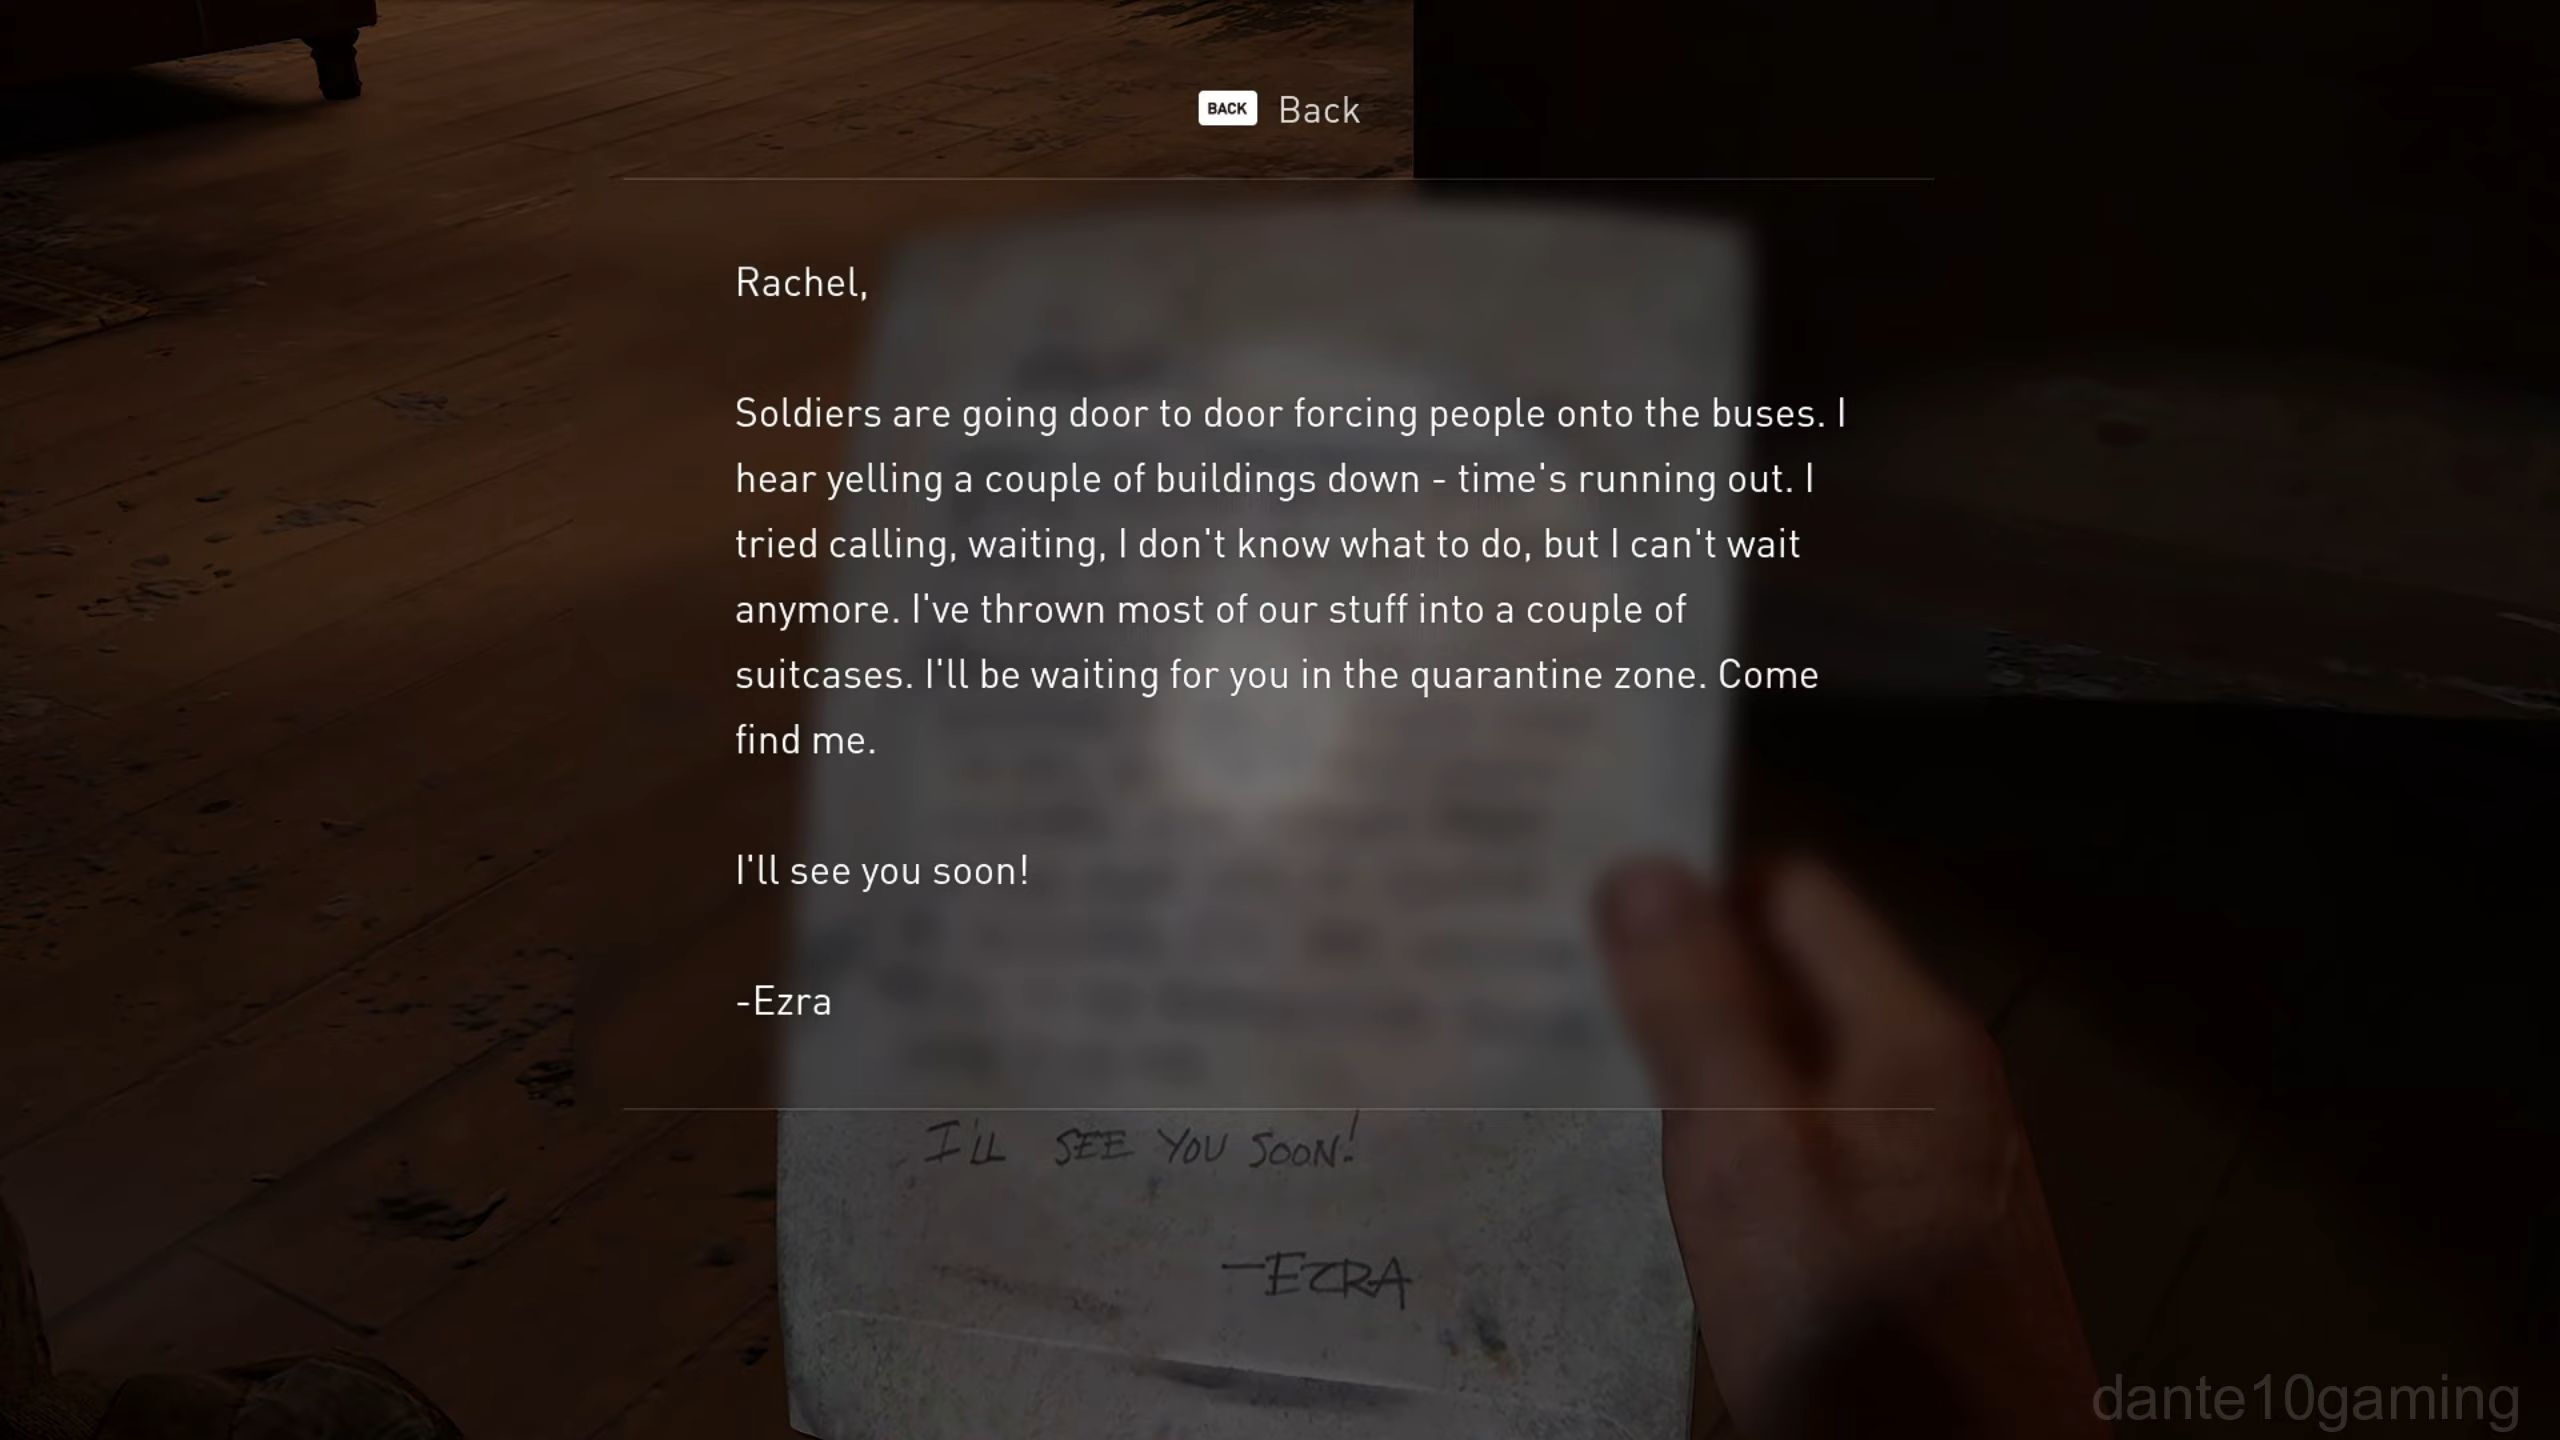 BACK Back
Rachel,
Soldiers are going door to door forcing people onto the buses. I
hear yelling a couple of buildings down - time's running out. I
tried calling, waiting, I don't know what to do, but I can't wait
anymore. I've thrown most of our stuff into a couple of
suitcases. I'll be waiting for you in the quarantine zone. Come
find me.
I'll see you soon!
-Ezra
I'LL SEE YOU SOON!
—EZRA
dante10gaming